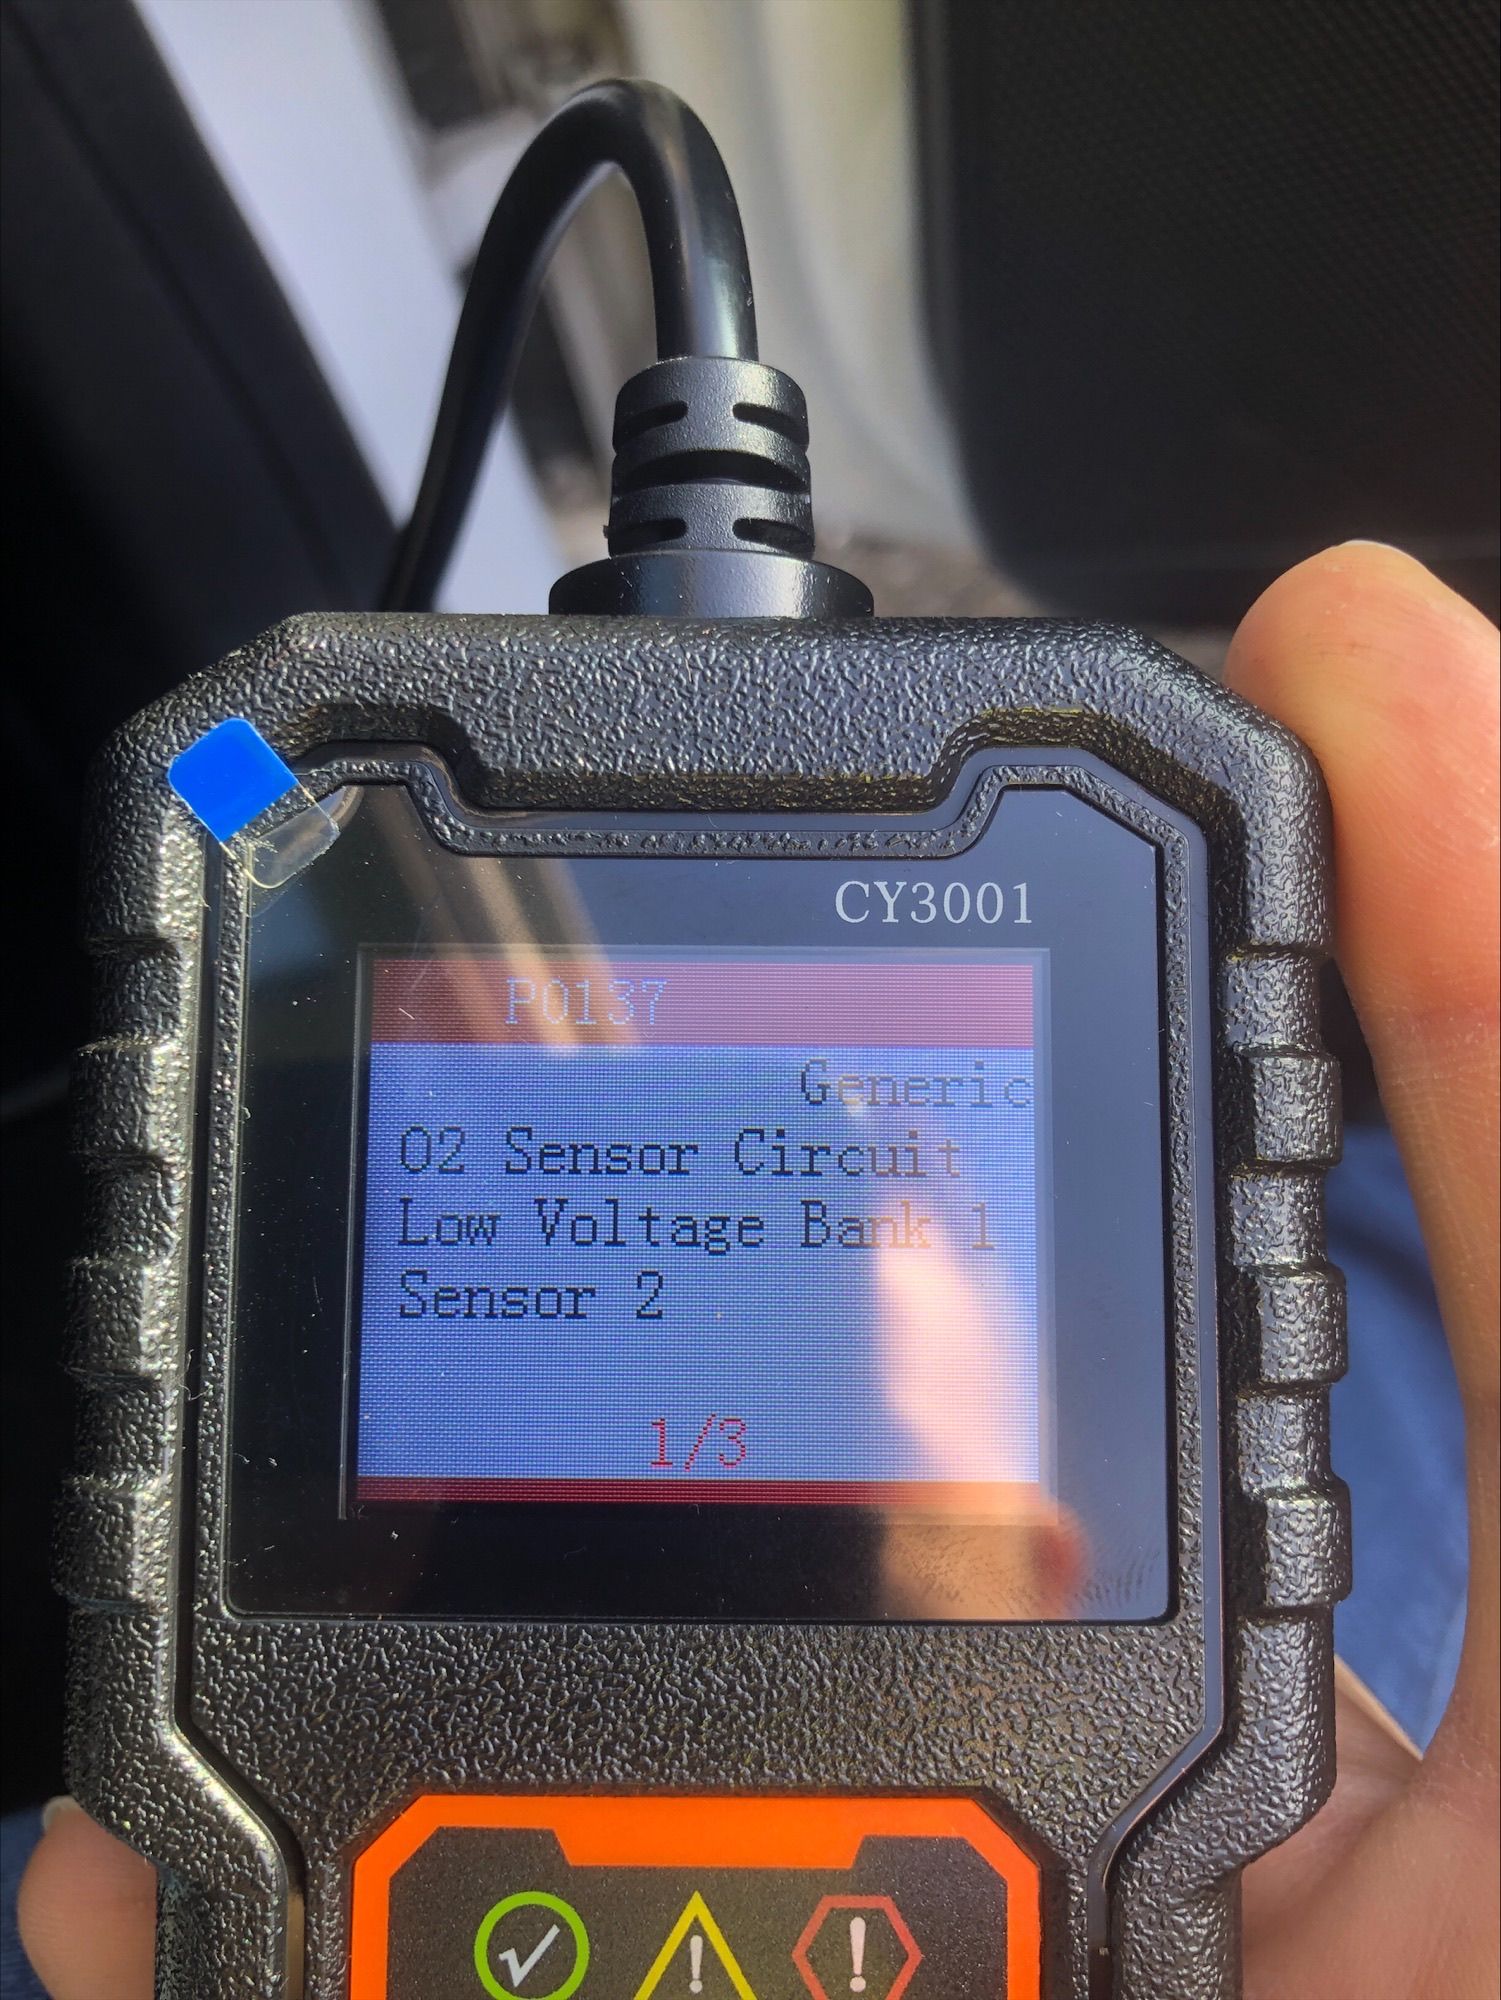 CY3001
P0137
Generic
O2 Sensor Circuit
Low Voltage Bank 1
Sensor 2
1/3